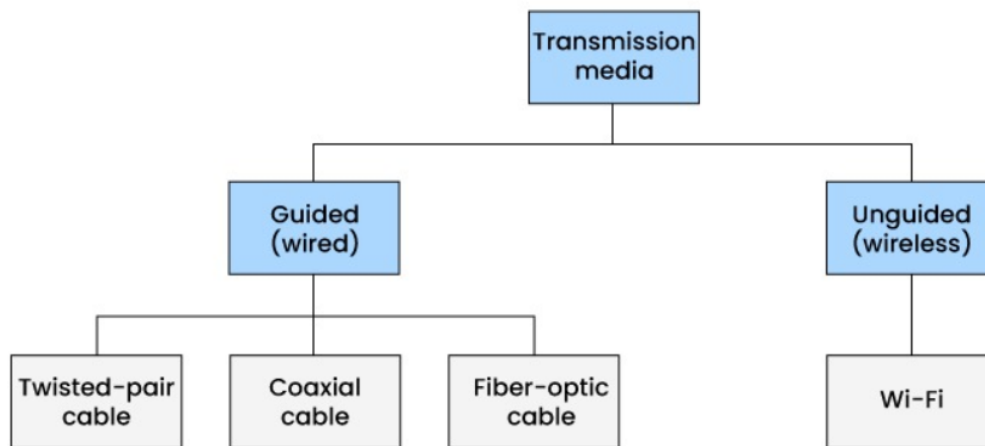 Transmission
media
Guided
(wired)
Unguided
(wireless)
Twisted-pair
cable
Coaxial
cable
Fiber-optic
cable
Wi-Fi